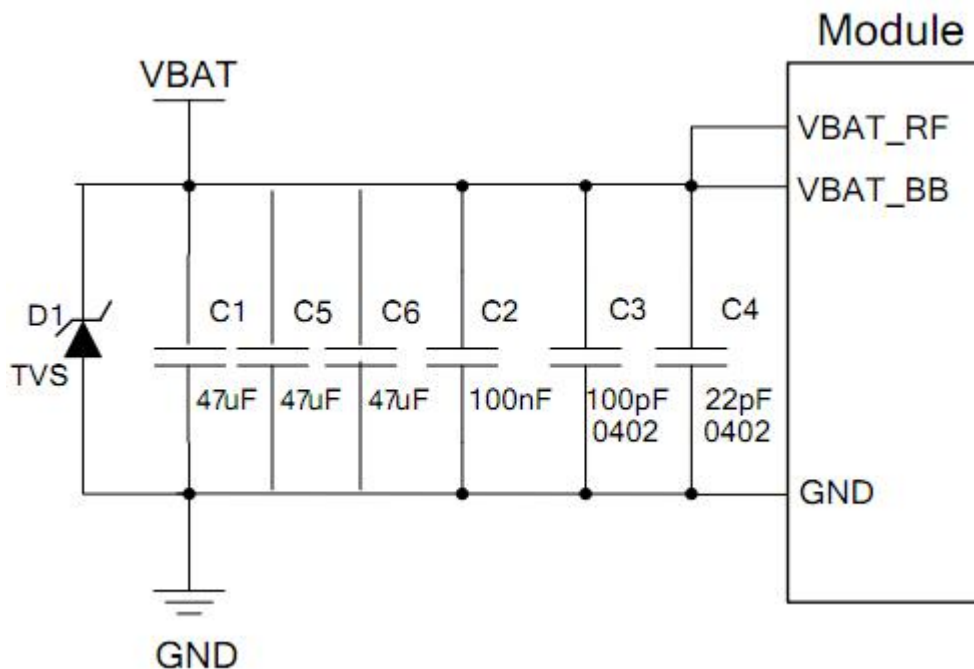 Module
VBAT
VBAT_RF
VBAT_BB
D1
TVS
C1
C5
C6
C2
C3
C4
47uF
47uF
47uF
100nF
100pF
0402
22pF
0402
GND
GND